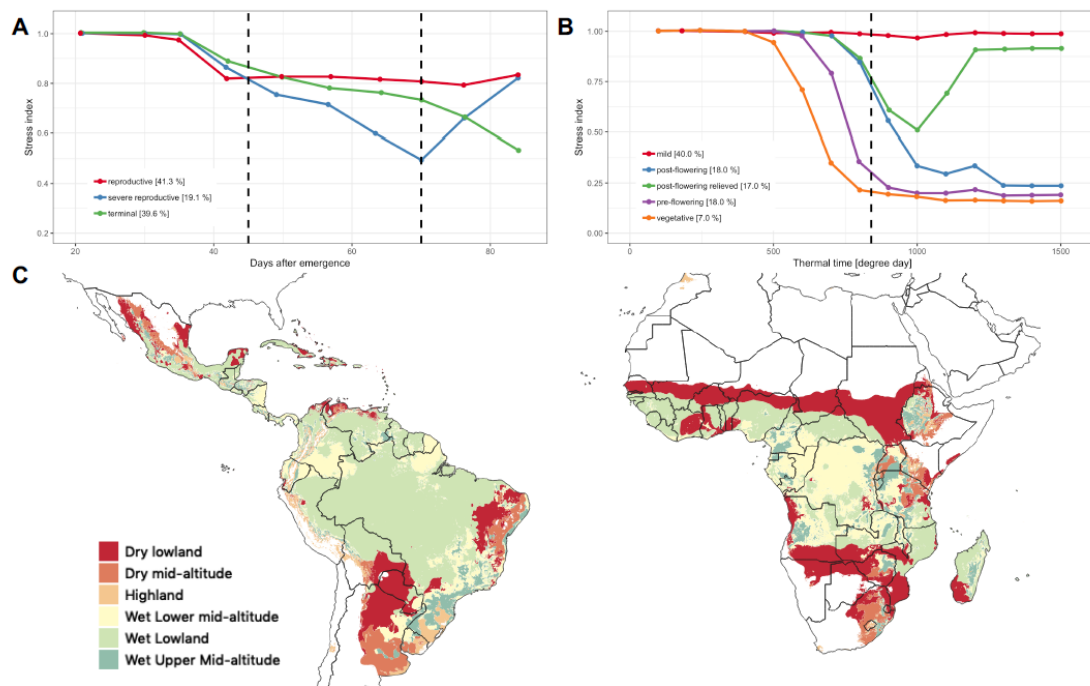 A
1.0
0.8
0.6
0.4
0.2
Stress index
reproductive [41.3 %]
severe reproductive [19.1 %]
terminal [39.6 %]
20
40
60
80
Days after emergence
B
1.00
0.75
0.50
0.25
0.00
Stress index
mild [40.0 %]
post-flowering [18.0 %]
post-flowering relieved [17.0 %]
pre-flowering [18.0 %]
vegetative [7.0 %]
0
500
1000
1500
Thermal time [degree day]
C
Dry lowland
Dry mid-altitude
Highland
Wet Lower mid-altitude
Wet Lowland
Wet Upper Mid-altitude